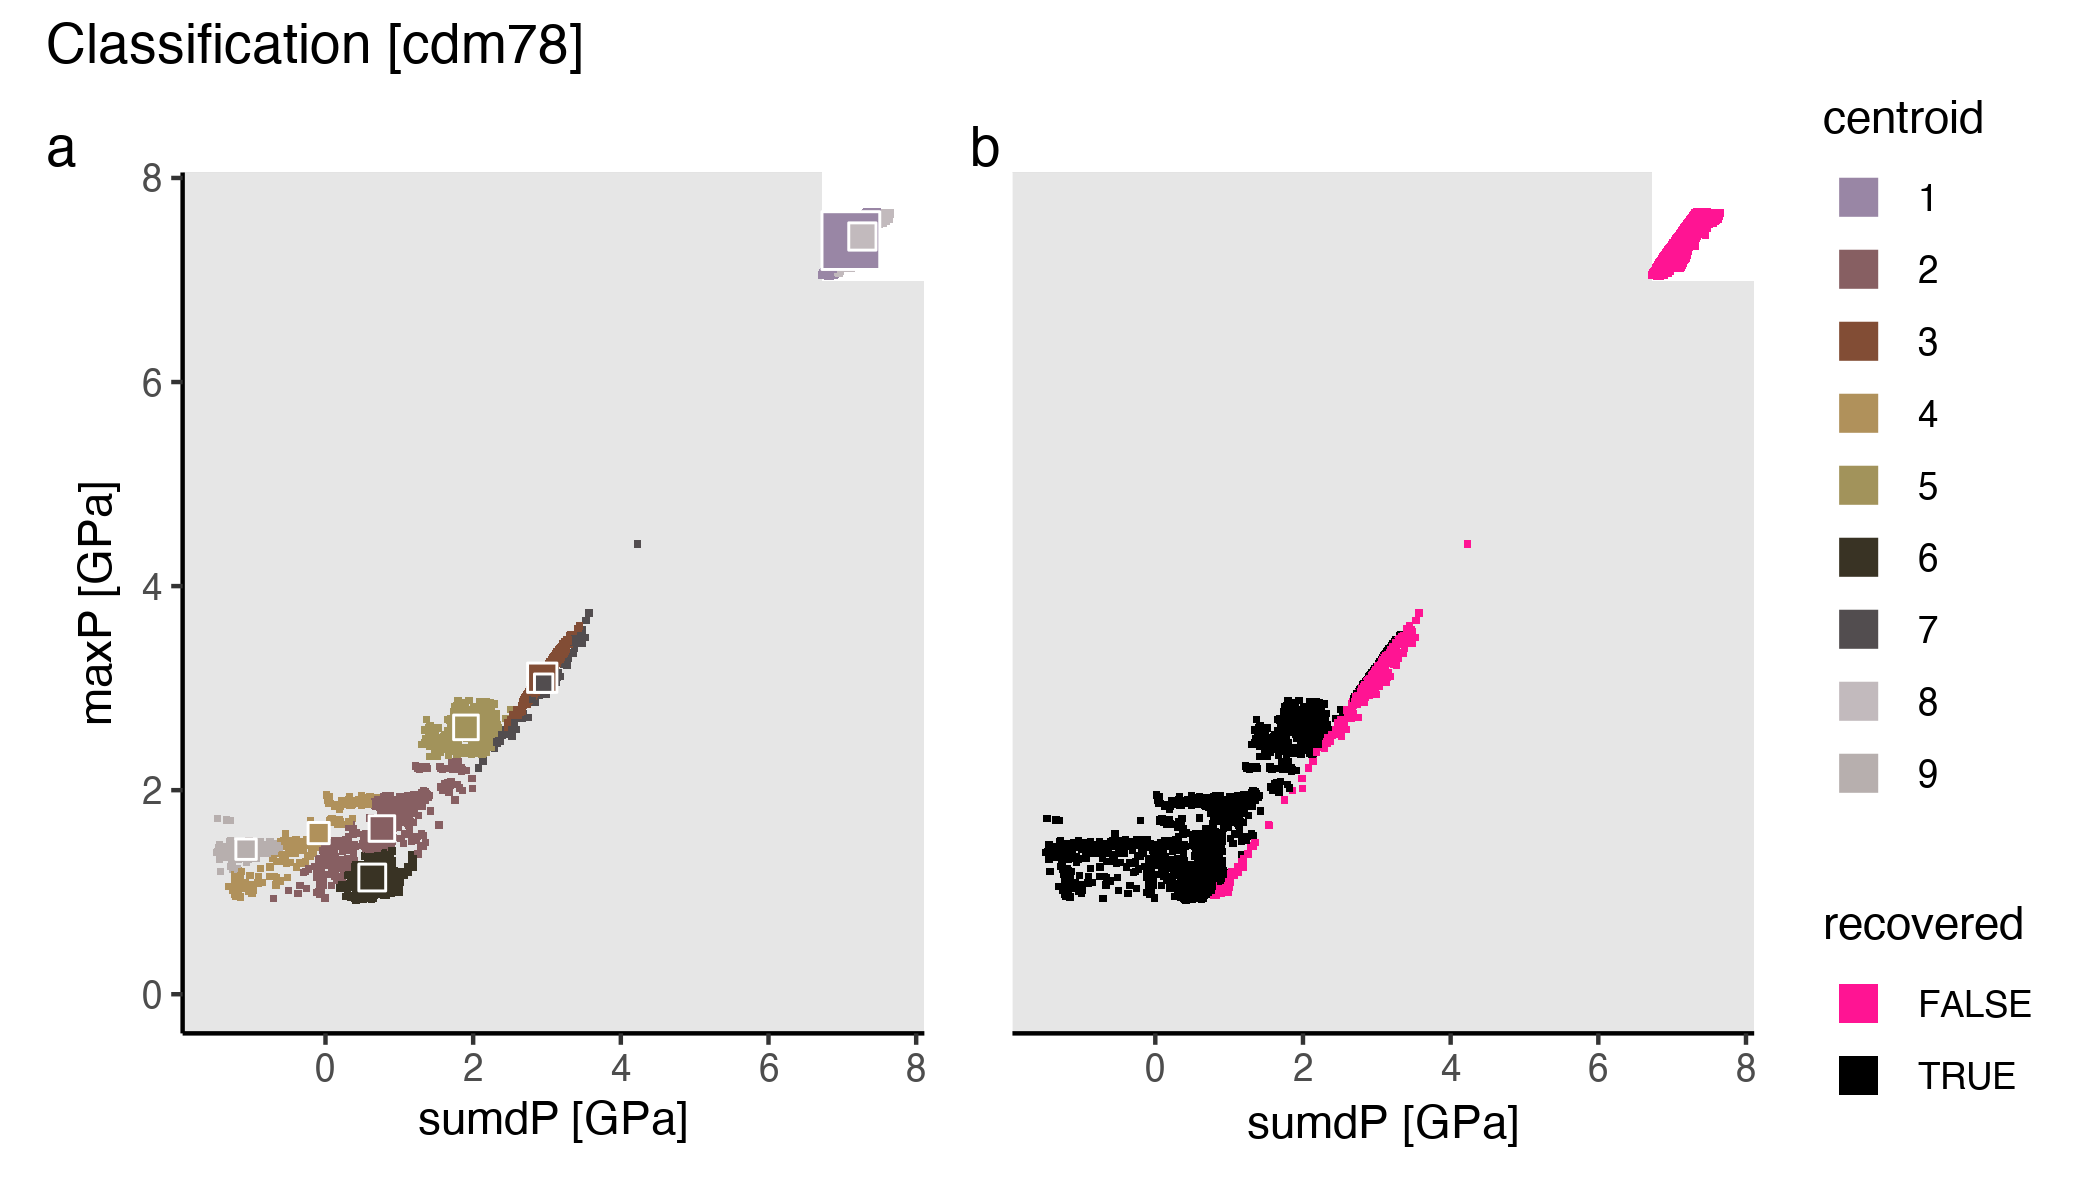 Classification [cdm78]
a
b
8
6
4
2
0
maxP [GPa]
0 2 4 6 8
sumdP [GPa]
0 2 4 6 8
sumdP [GPa]
centroid
1
2
3
4
5
6
7
8
9
recovered
FALSE
TRUE